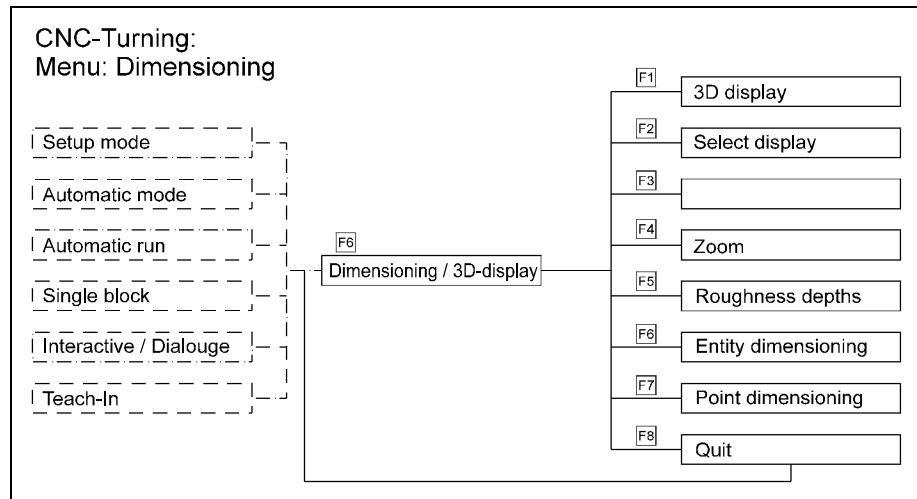 CNC-Turning:
Menu: Dimensioning
Setup mode
Automatic mode
Automatic run
Single block
Interactive / Dialouge
Teach-In
F6
Dimensioning / 3D-display
F1
3D display
F2
Select display
F3
F4
Zoom
F5
Roughness depths
F6
Entity dimensioning
F7
Point dimensioning
F8
Quit